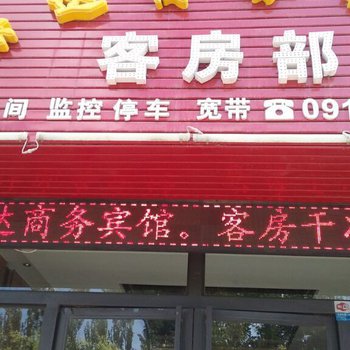 客房部
间 监控停车 宽带☎091
达商务宾馆。客房干净